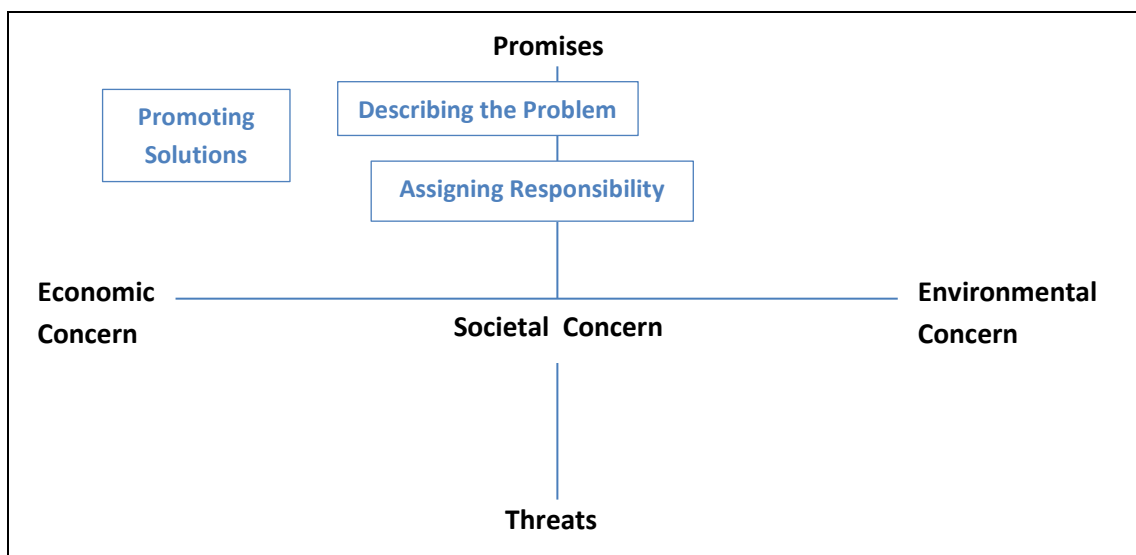 Promises
Describing the Problem
Promoting
Solutions
Assigning Responsibility
Economic
Concern
Societal Concern
Environmental
Concern
Threats